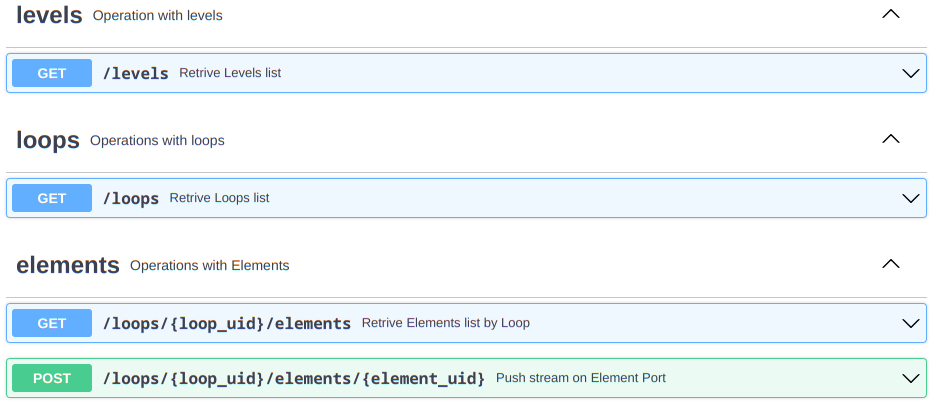 levels Operation with levels
GET /levels Retrive Levels list
loops Operations with loops
GET /loops Retrive Loops list
elements Operations with Elements
GET /loops/{loop_uid}/elements Retrive Elements list by Loop
POST /loops/{loop_uid}/elements/{element_uid} Push stream on Element Port